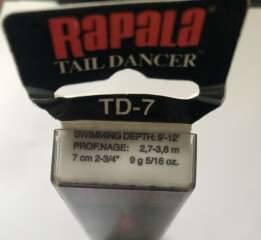 Rapala
TAIL DANCER
TD-7
SWIMMING DEPTH: 9'-12'
PROF.NAGE: 2,7-3,6 m
7 cm 2-3/4" 9 g 5/16 oz.